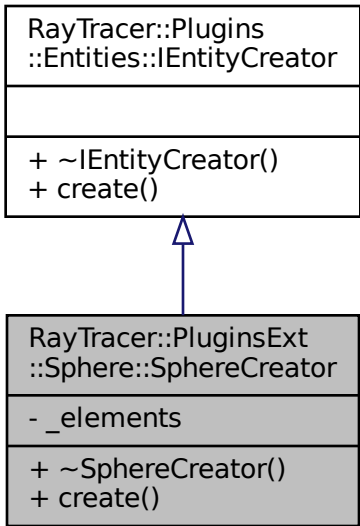 RayTracer::Plugins
::Entities::IEntityCreator
+ ~IEntityCreator()
+ create()
RayTracer::PluginsExt
::Sphere::SphereCreator
- _elements
+ ~SphereCreator()
+ create()